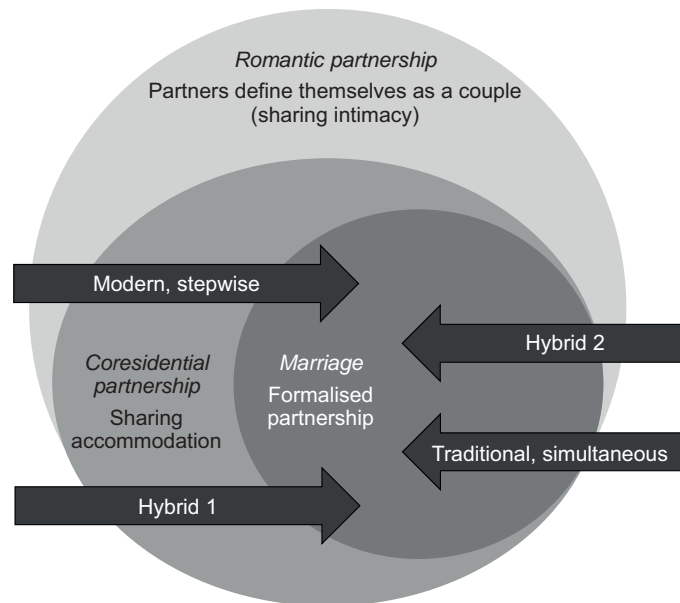 Romantic partnership
Partners define themselves as a couple
(sharing intimacy)
Modern, stepwise
Hybrid 2
Coresidential
partnership
Sharing
accommodation
Marriage
Formalised
partnership
Traditional, simultaneous
Hybrid 1